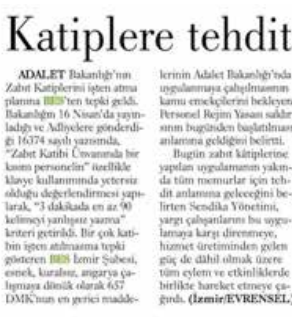 Katiplere tehdit
ADALET Bakanlığı'nın
Zabıt Katiplerini işten atma
planına BES'ten tepki geldi.
Bakanlığın 16 Nisan'da yayın-
ladığı ve Adliyelere gönderdi-
ği 16374 sayılı yazısında,
"Zabıt Katibi Ünvanında bir
kısım personelin" özellikle
klavye kullanımında yetersiz
olduğu değerlendirmesi yapı-
larak, "3 dakikada en az 90
kelimeyi yanlışsız yazma"
kriteri getirildi. Bir çok kati-
bin işten atılmasına tepki
gösteren BES İzmir Şubesi,
esnek, kuralsız, angarya ça-
lışmaya dönük olarak 657
DMK'nun en gerici madde-
lerinin Adalet Bakanlığı'nda
uygulanmaya çalışılmasının
kamu emekçilerini bekleyen
Personel Rejim Yasası saldırı-
sının bugünden başlatılması
anlamına geldiğini belirtti.
Bugün zabıt kâtiplerine
yapılan uygulamanın yakın-
da tüm memurlar için teh-
dit anlamına geleceğini be-
lirten Sendika Yönetimi,
yargı çalışanlarını bu uygu-
lamaya karşı direnmeye,
hizmet üretiminden gelen
güç de dâhil olmak üzere
tüm eylem ve etkinliklerde
birlikte hareket etmeye ça-
ğırdı. (İzmir/EVRENSEL)